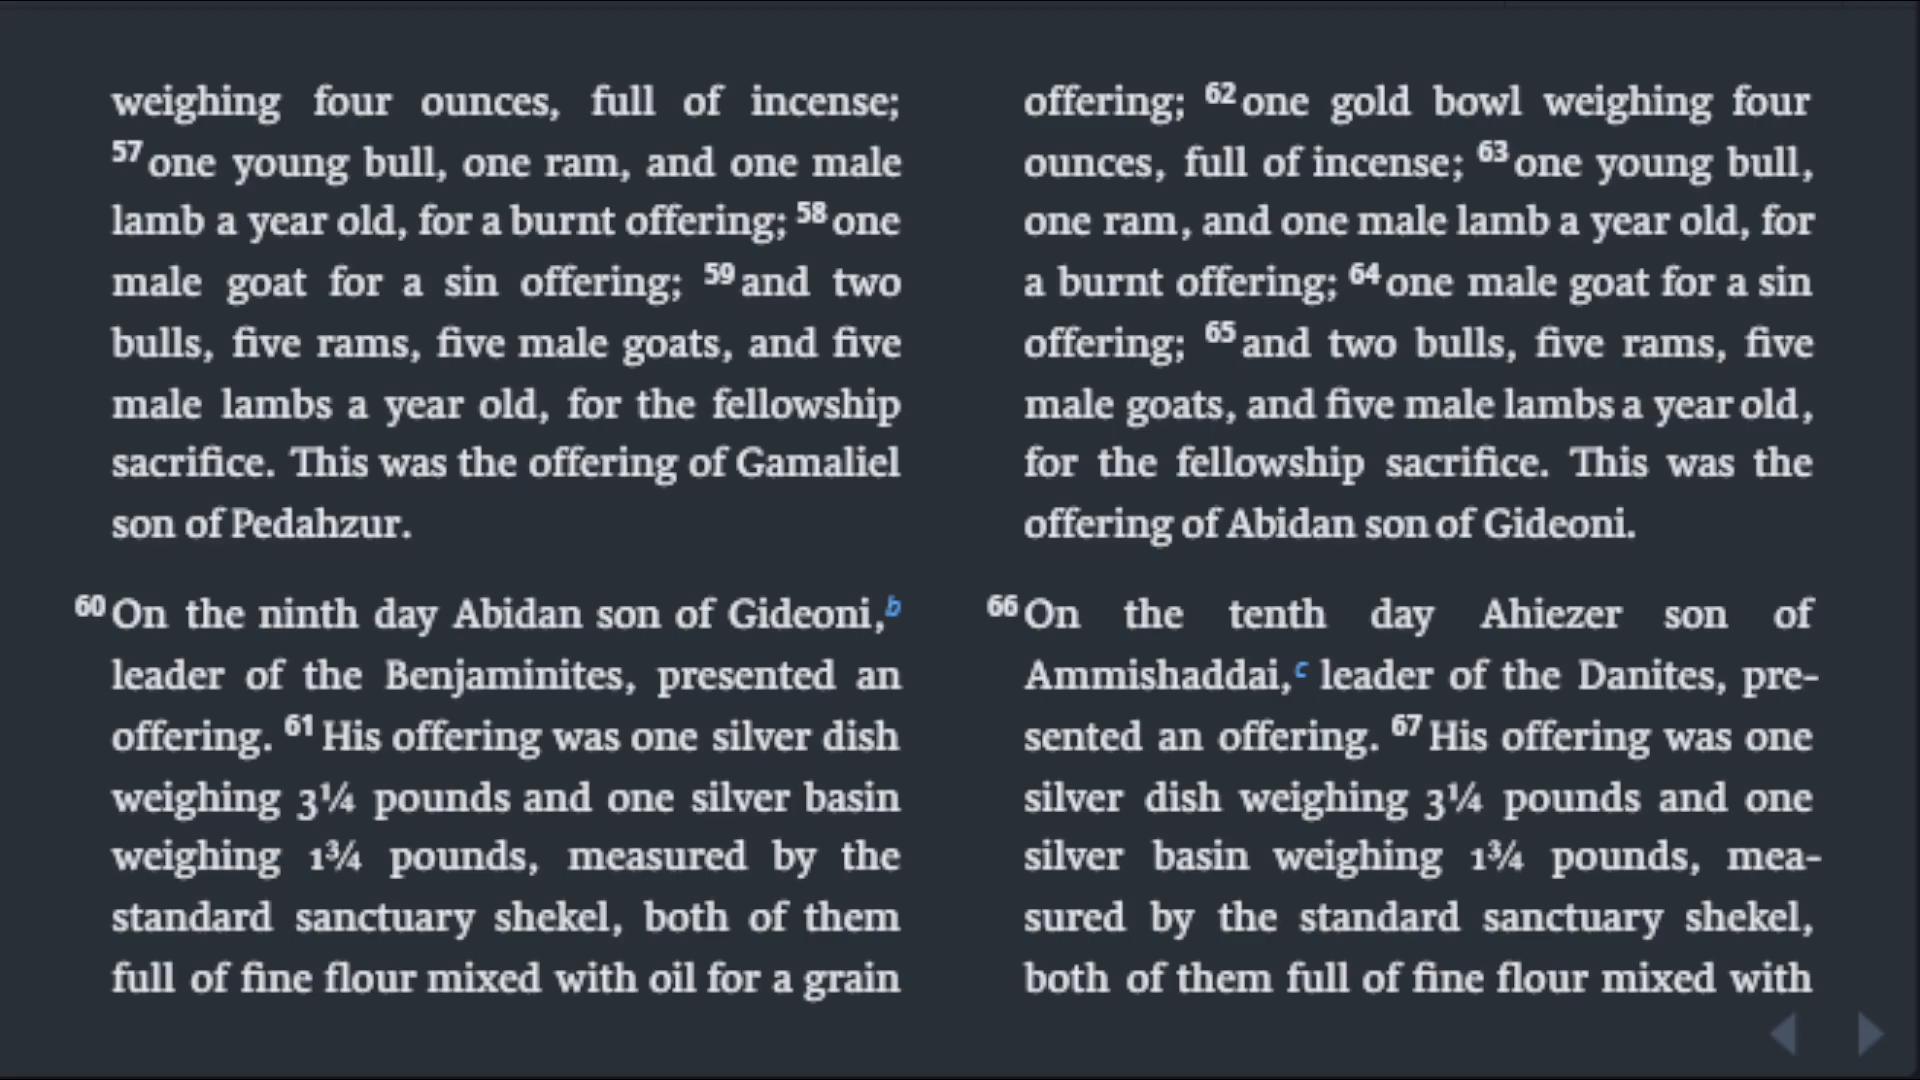 weighing four ounces, full of incense;
57 one young bull, one ram, and one male
lamb a year old, for a burnt offering; 58 one
male goat for a sin offering; 59 and two
bulls, five rams, five male goats, and five
male lambs a year old, for the fellowship
sacrifice. This was the offering of Gamaliel
son of Pedahzur.
60 On the ninth day Abidan son of Gideoni,b
leader of the Benjaminites, presented an
offering. 61 His offering was one silver dish
weighing 3¼ pounds and one silver basin
weighing 1¾ pounds, measured by the
standard sanctuary shekel, both of them
full of fine flour mixed with oil for a grain
offering; 62 one gold bowl weighing four
ounces, full of incense; 63 one young bull,
one ram, and one male lamb a year old, for
a burnt offering; 64 one male goat for a sin
offering; 65 and two bulls, five rams, five
male goats, and five male lambs a year old,
for the fellowship sacrifice. This was the
offering of Abidan son of Gideoni.
66 On the tenth day Ahiezer son of
Ammishaddai,c leader of the Danites, pre-
sented an offering. 67 His offering was one
silver dish weighing 3¼ pounds and one
silver basin weighing 1¾ pounds, mea-
sured by the standard sanctuary shekel,
both of them full of fine flour mixed with